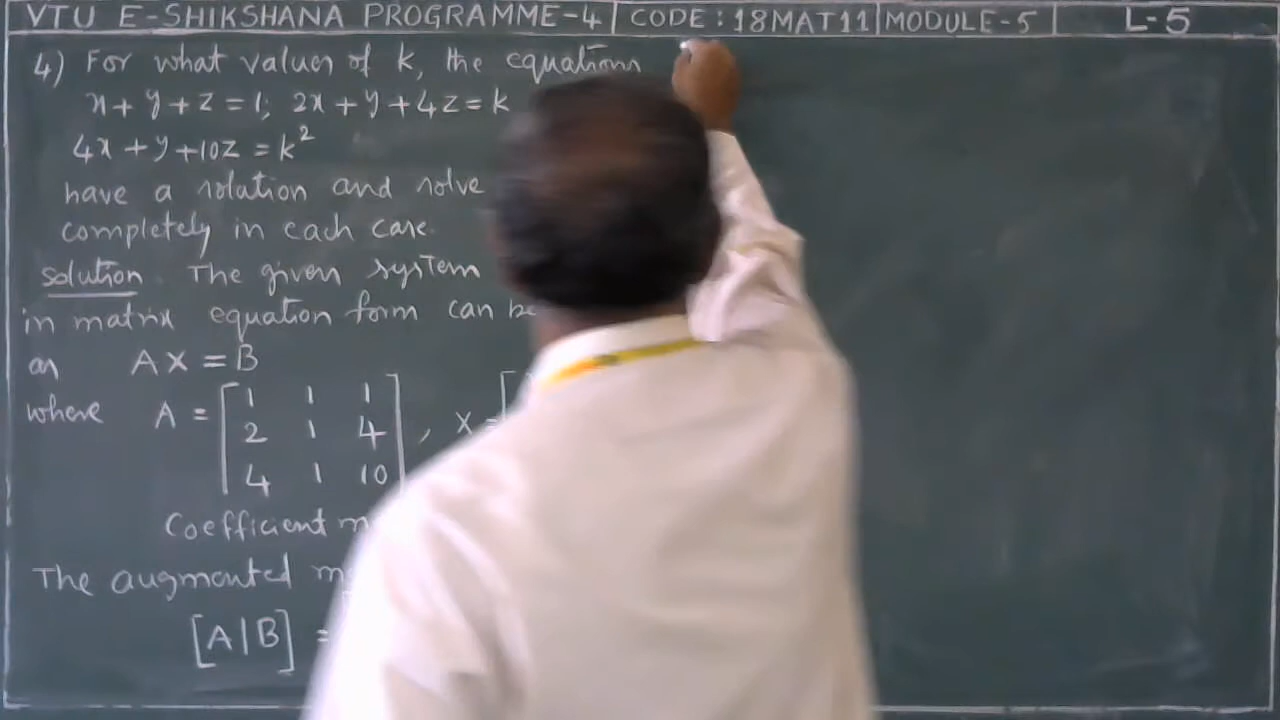 VTU E-SHIKSHANA PROGRAMME-4 CODE:18MAT11 MODULE-5 L-5
4) For what values of k, the equations
x+y+z=1; 2x+y+4z=k
4x+y+10z=k²
have a solution and solve
completely in each case.
solution. The given system
in matrix equation form can be
as AX=B
where A = [1 1 1
2 1 4
4 1 10], X =
Coefficient
The augmented
[A|B] =